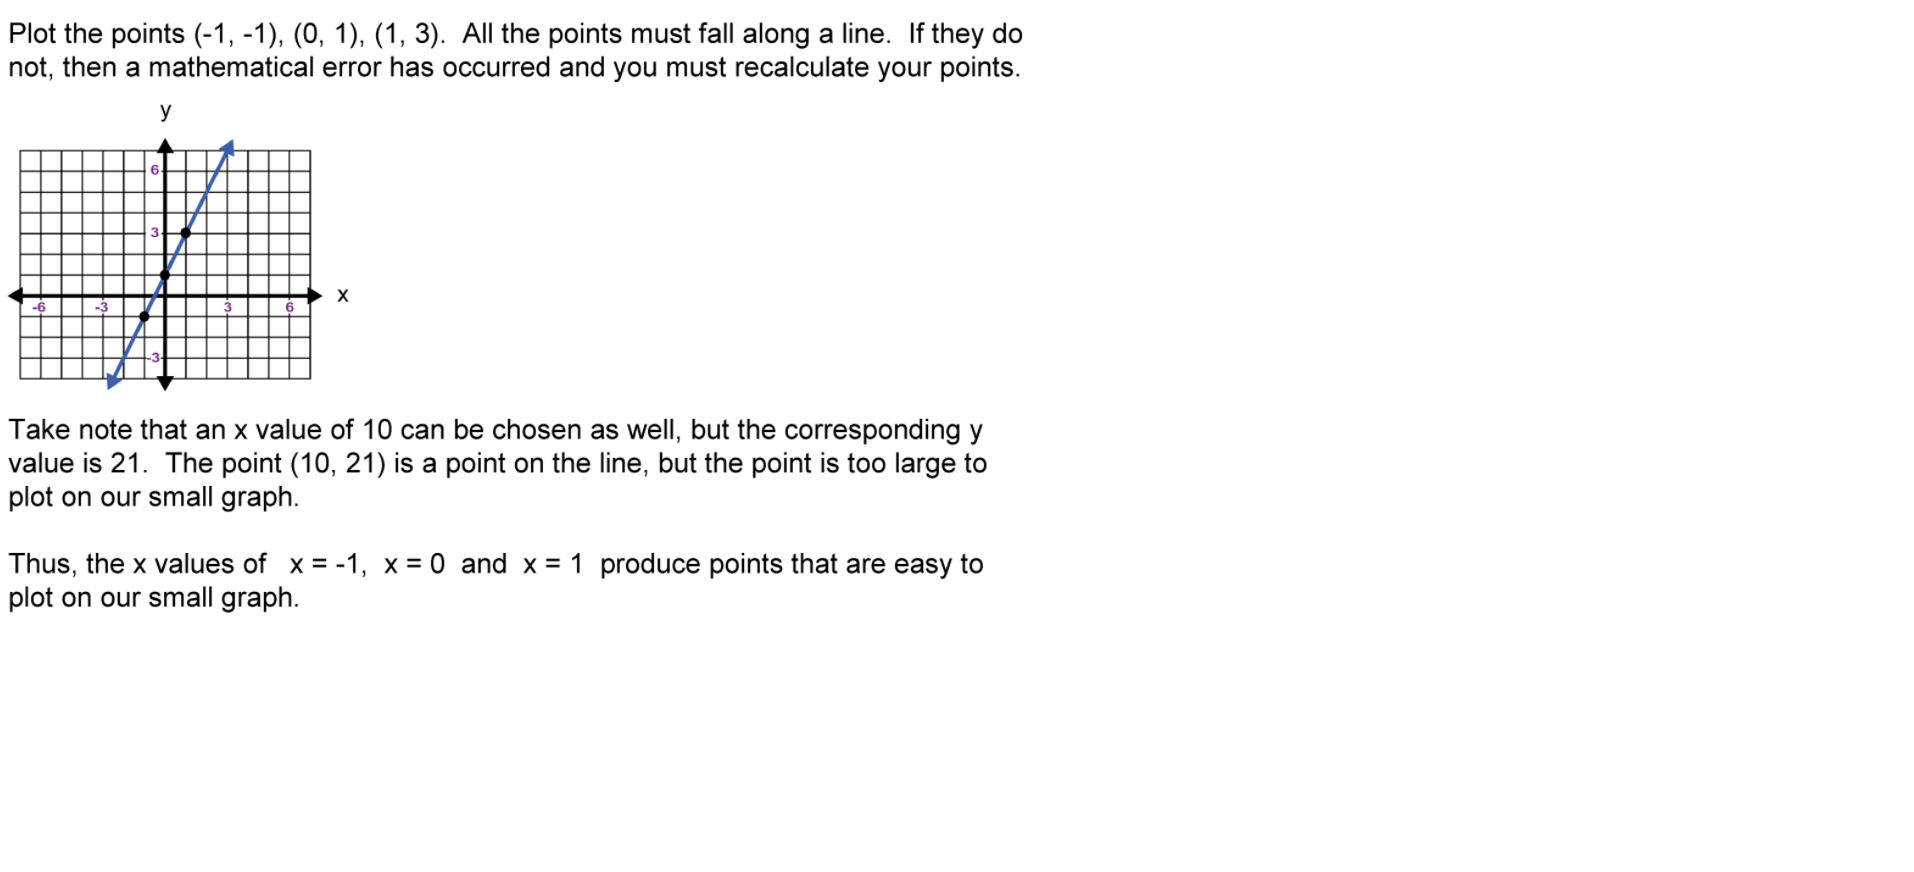 Plot the points (-1, -1), (0, 1), (1, 3).  All the points must fall along a line.  If they do
not, then a mathematical error has occurred and you must recalculate your points.
y
6
3
x
-6 -3 3 6
-3
Take note that an x value of 10 can be chosen as well, but the corresponding y
value is 21.  The point (10, 21) is a point on the line, but the point is too large to
plot on our small graph.
Thus, the x values of   x = -1,  x = 0  and  x = 1  produce points that are easy to
plot on our small graph.